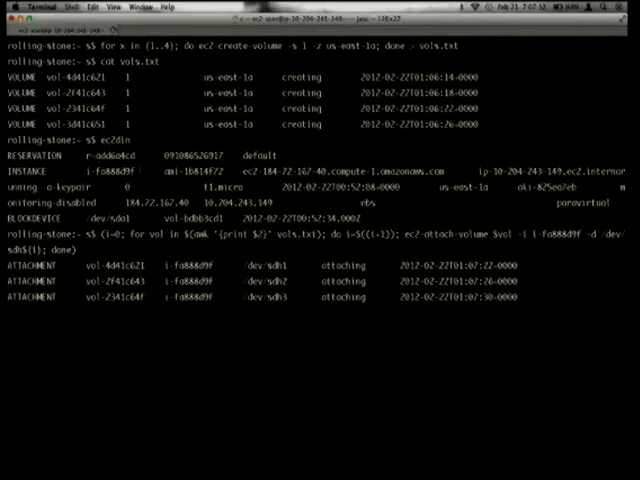 Terminal Shell Edit View Window Help
rolling-stone:~ s$ for x in {1..4}; do ec2-create-volume -s 1 -z us-east-1a; done > vols.txt
rolling-stone:~ s$ cat vols.txt
VOLUME vol-4d41c621 1 us-east-1a creating 2012-02-22T01:06:14+0000
VOLUME vol-2f41c643 1 us-east-1a creating 2012-02-22T01:06:18+0000
VOLUME vol-2341c64f 1 us-east-1a creating 2012-02-22T01:06:22+0000
VOLUME vol-3d41c651 1 us-east-1a creating 2012-02-22T01:06:26+0000
rolling-stone:~ s$ ec2din
RESERVATION r-add6a4cd 091086526917 default
INSTANCE i-fa888d9f ami-1b814f72 ec2-184-72-167-40.compute-1.amazonaws.com ip-10-204-243-149.ec2.internar
unning a-keypair 0 t1.micro 2012-02-22T00:52:08+0000 us-east-1a aki-825ea7eb m
onitoring-disabled 184.72.167.40 10.204.243.149 ebs paravirtual
BLOCKDEVICE /dev/sda1 vol-bdbb3cd1 2012-02-22T00:52:34.000Z
rolling-stone:~ s$ (i=0; for vol in $(awk '{print $2}' vols.txt); do i=$((i+1)); ec2-attach-volume $vol -i i-fa888d9f -d /dev/
sdh${i}; done)
ATTACHMENT vol-4d41c621 i-fa888d9f /dev/sdh1 attaching 2012-02-22T01:07:22+0000
ATTACHMENT vol-2f41c643 i-fa888d9f /dev/sdh2 attaching 2012-02-22T01:07:26+0000
ATTACHMENT vol-2341c64f i-fa888d9f /dev/sdh3 attaching 2012-02-22T01:07:30+0000